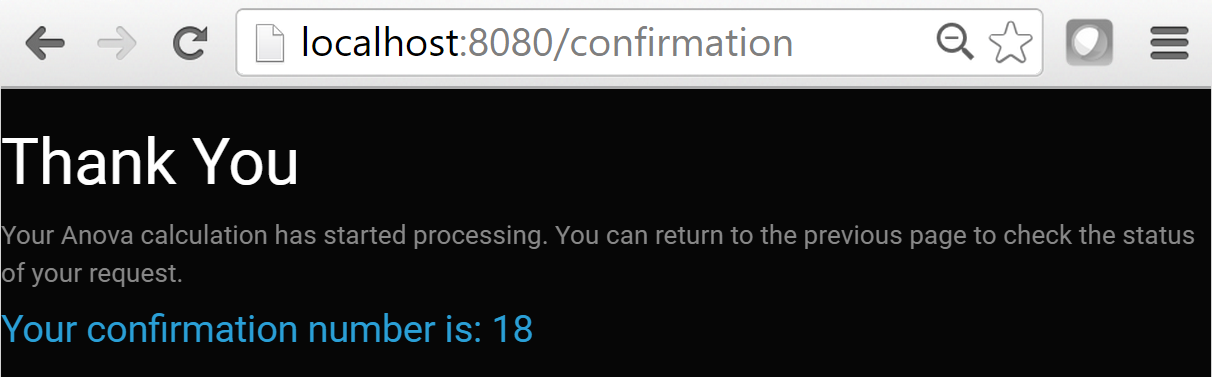 localhost:8080/confirmation
Thank You
Your Anova calculation has started processing. You can return to the previous page to check the status
of your request.
Your confirmation number is: 18